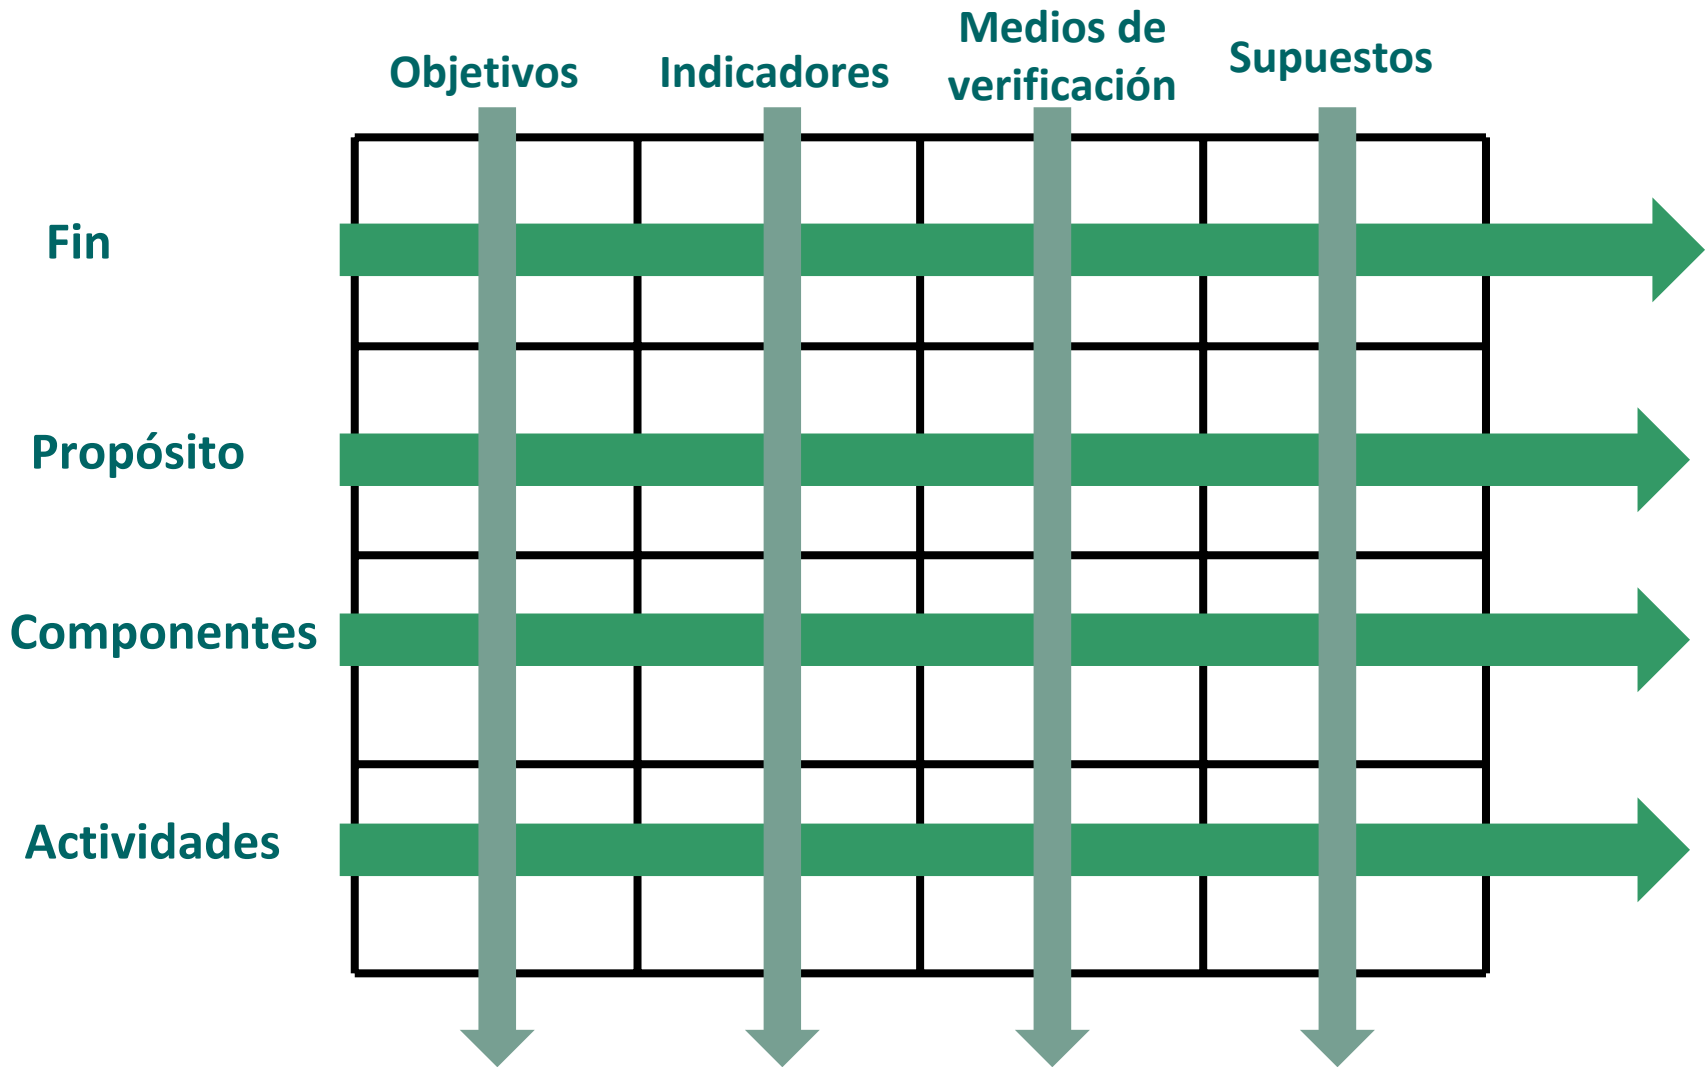 Objetivos
Indicadores
Medios de
verificación
Supuestos
Fin
Propósito
Componentes
Actividades